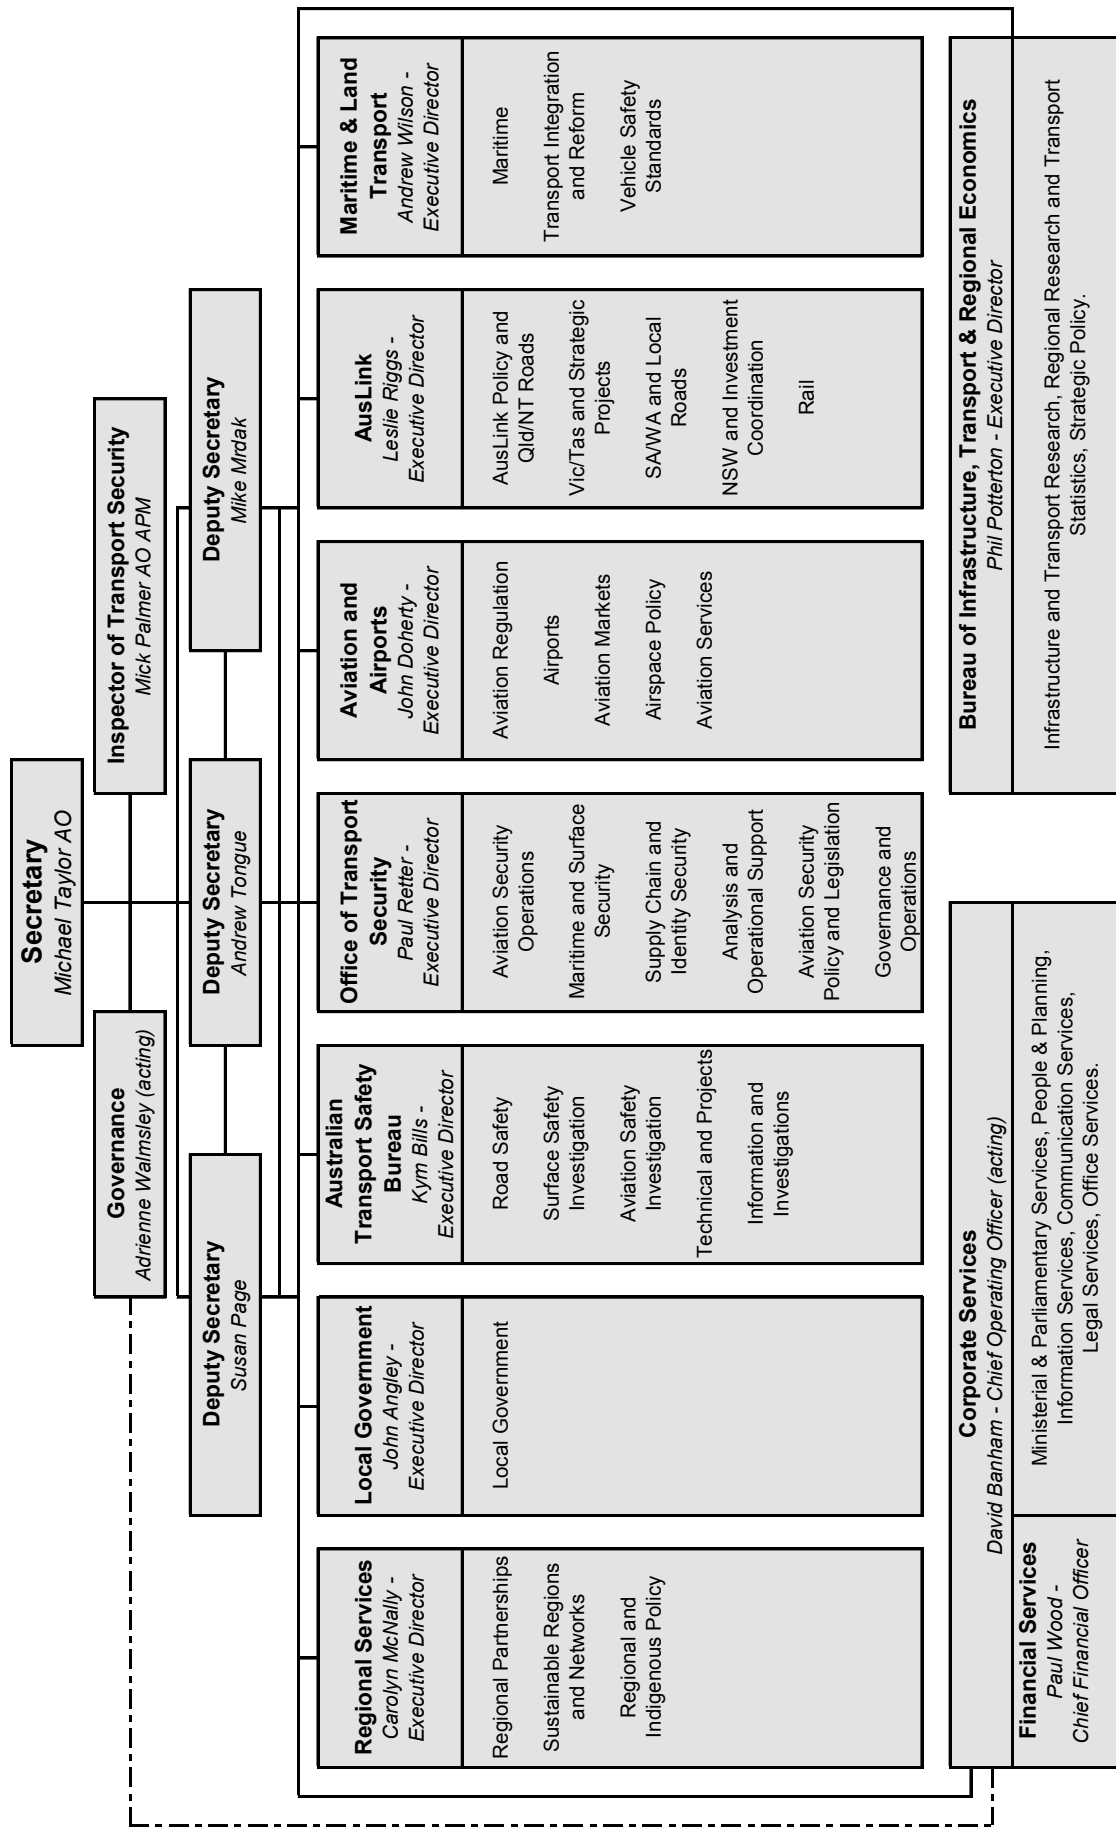 Secretary
Michael Taylor AO
Governance
Adrienne Walmsley (acting)
Inspector of Transport Security
Mick Palmer AO APM
Deputy Secretary
Susan Page
Deputy Secretary
Andrew Tongue
Deputy Secretary
Mike Mrdak
Regional Services
Carolyn McNally -
Executive Director
Regional Partnerships
Sustainable Regions
and Networks
Regional and
Indigenous Policy
Local Government
John Angley -
Executive Director
Local Government
Australian
Transport Safety
Bureau
Kym Bills -
Executive Director
Road Safety
Surface Safety
Investigation
Aviation Safety
Investigation
Technical and Projects
Information and
Investigations
Office of Transport
Security
Paul Retter -
Executive Director
Aviation Security
Operations
Maritime and Surface
Security
Supply Chain and
Identity Security
Analysis and
Operational Support
Aviation Security
Policy and Legislation
Governance and
Operations
Aviation and
Airports
John Doherty -
Executive Director
Aviation Regulation
Airports
Aviation Markets
Airspace Policy
Aviation Services
AusLink
Leslie Riggs -
Executive Director
AusLink Policy and
Qld/NT Roads
Vic/Tas and Strategic
Projects
SA/WA and Local
Roads
NSW and Investment
Coordination
Rail
Maritime & Land
Transport
Andrew Wilson -
Executive Director
Maritime
Transport Integration
and Reform
Vehicle Safety
Standards
Corporate Services
David Banham - Chief Operating Officer (acting)
Financial Services
Paul Wood -
Chief Financial Officer
Ministerial & Parliamentary Services, People & Planning,
Information Services, Communication Services,
Legal Services, Office Services.
Bureau of Infrastructure, Transport & Regional Economics
Phil Potterton - Executive Director
Infrastructure and Transport Research, Regional Research and Transport
Statistics, Strategic Policy.